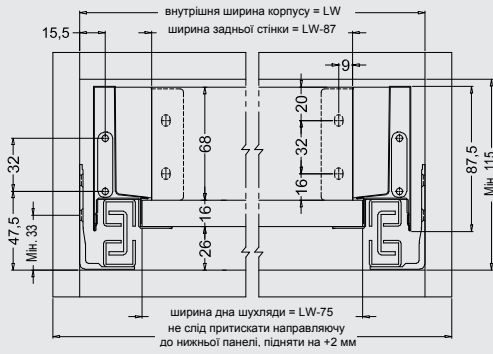 внутрішня ширина корпусу = LW
15,5
ширина задньої стінки = LW-87
9
20
32
16
68
16
26
32
47,5
Мін. 33
87,5
Мін. 115
ширина дна шухляди = LW-75
не слід притискати направляючу
до нижньої панелі, підняти на +2 мм